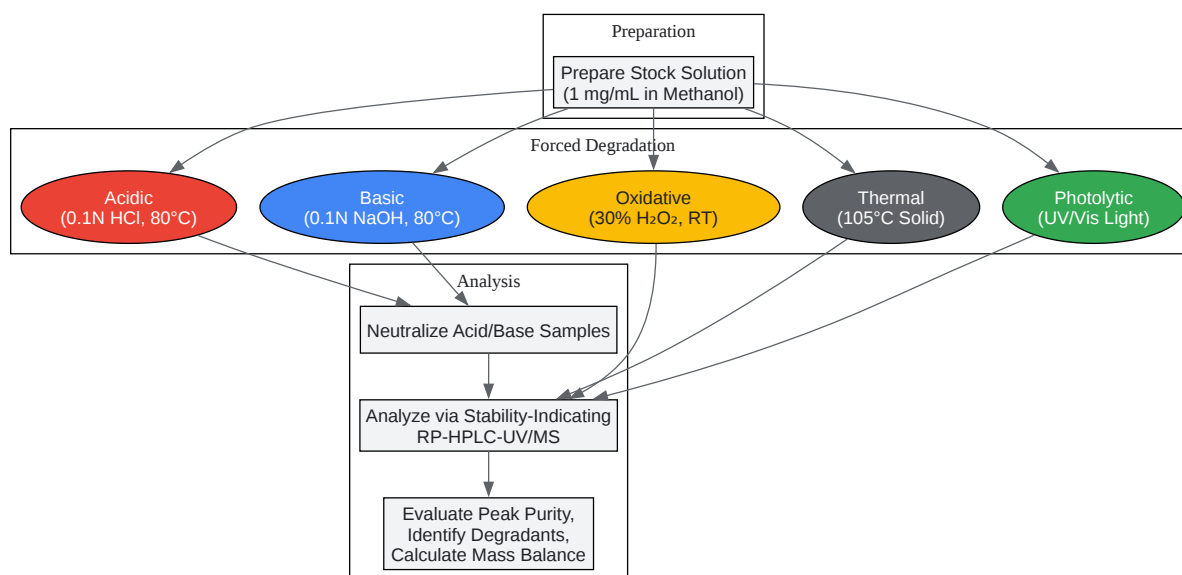 Preparation
Prepare Stock Solution
(1 mg/mL in Methanol)
Forced Degradation
Acidic
(0.1N HCl, 80°C)
Basic
(0.1N NaOH, 80°C)
Oxidative
(30% H₂O₂, RT)
Thermal
(105°C Solid)
Photolytic
(UV/Vis Light)
Analysis
Neutralize Acid/Base Samples
Analyze via Stability-Indicating
RP-HPLC-UV/MS
Evaluate Peak Purity,
Identify Degradants,
Calculate Mass Balance